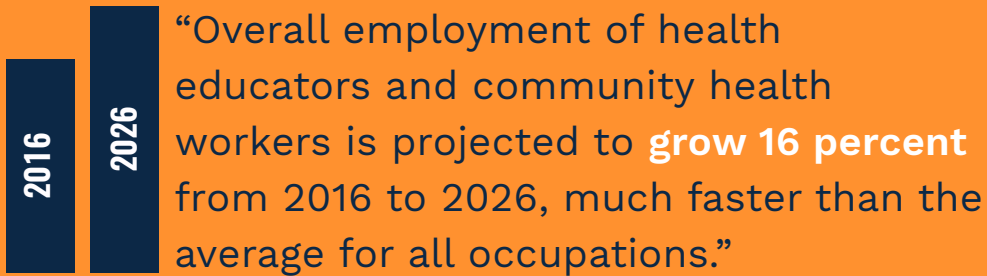 2016
2026
“Overall employment of health
educators and community health
workers is projected to grow 16 percent
from 2016 to 2026, much faster than the
average for all occupations.”